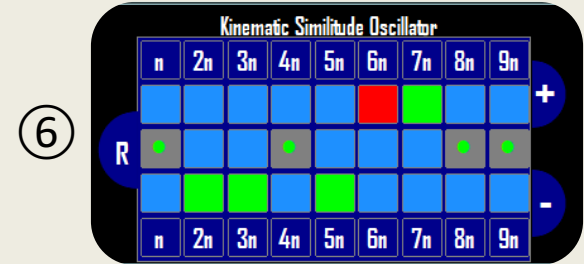 Kinematic Similitude Oscillator
n 2n 3n 4n 5n 6n 7n 8n 9n
+
⑥
R
-
n 2n 3n 4n 5n 6n 7n 8n 9n